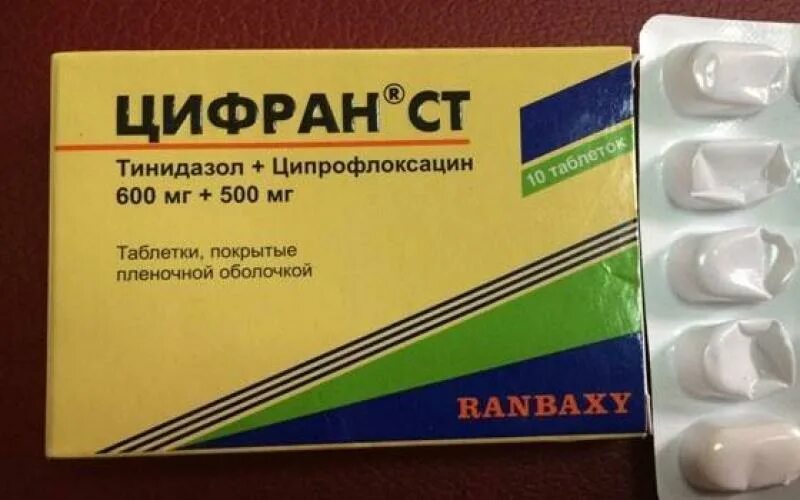 ЦИФРАН® СТ
Тинидазол + Ципрофлоксацин
600 мг + 500 мг
10 таблеток
Таблетки, покрытые
пленочной оболочкой
RANBAXY